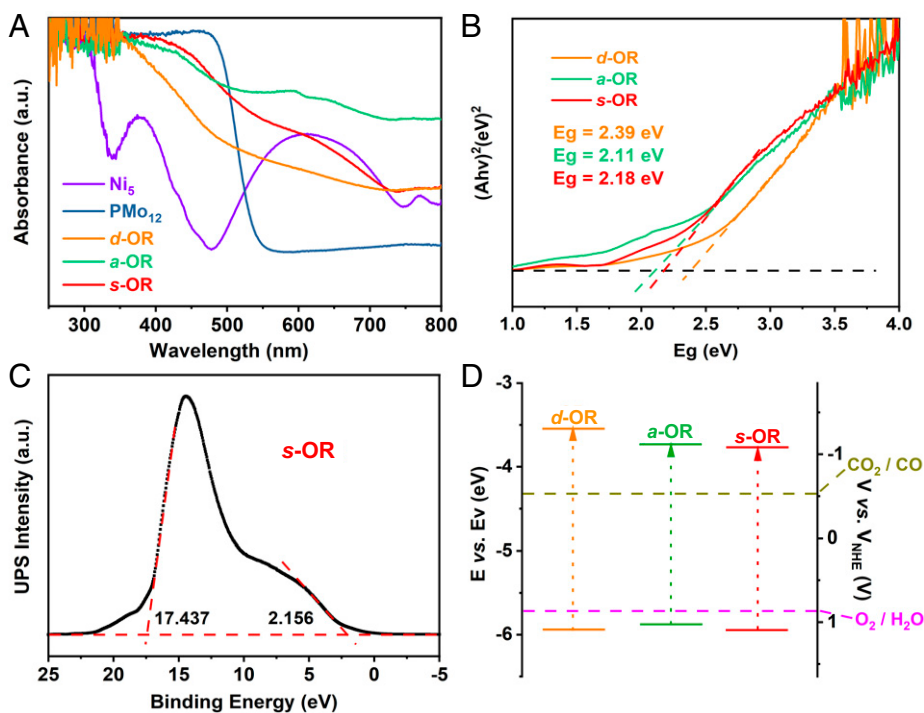 A
Absorbance (a.u.)
Ni₅
PMo₁₂
d-OR
a-OR
s-OR
300 400 500 600 700 800
Wavelength (nm)
B
(Ahv)²(eV)²
d-OR
a-OR
s-OR
Eg = 2.39 eV
Eg = 2.11 eV
Eg = 2.18 eV
1.0 1.5 2.0 2.5 3.0 3.5 4.0
Eg (eV)
C
UPS Intensity (a.u.)
s-OR
17.437 2.156
25 20 15 10 5 0 -5
Binding Energy (eV)
D
E vs. Ev (eV)
-3
-4
-5
-6
d-OR
a-OR
s-OR
-1
0
1
V vs. V_NHE (V)
CO₂ / CO
O₂ / H₂O